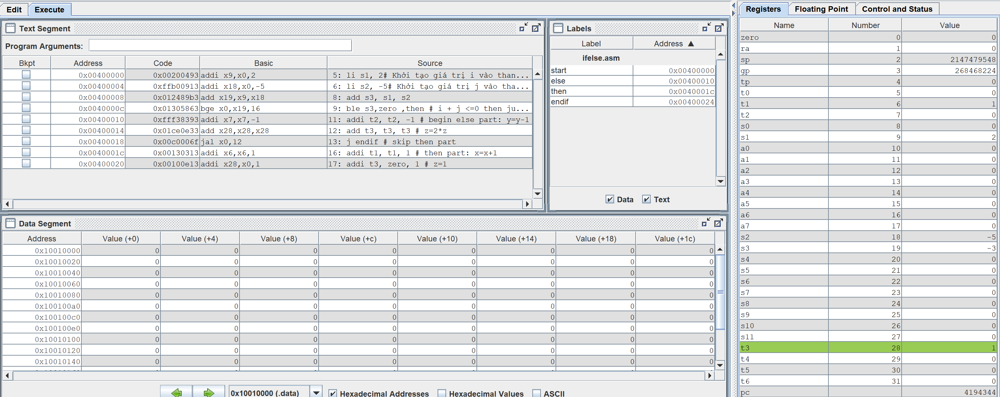 Edit Execute
Text Segment
Program Arguments:
Bkpt Address Code Basic Source
0x00400000 0x00200493 addi x9,x0,2 5: li s1, 2# Khởi tạo giá trị i vào than...
0x00400004 0xffb00913 addi x18,x0,-5 6: li s2, -5# Khởi tạo giá trị j vào tha...
0x00400008 0x012489b3 add x19,x9,x18 8: add s3, s1, s2
0x0040000c 0x01305863 bge x0,x19,16 9: ble s3,zero ,then # i + j <=0 then ju...
0x00400010 0xfff38393 addi x7,x7,-1 11: addi t2, t2, -1 # begin else part: y=y-1
0x00400014 0x01ce0e33 add x28,x28,x28 12: add t3, t3, t3 # z=2*z
0x00400018 0x00c0006f jal x0,12 13: j endif # skip then part
0x0040001c 0x00130313 addi x6,x6,1 16: addi t1, t1, 1 # then part: x=x+1
0x00400020 0x00100e13 addi x28,x0,1 17: addi t3, zero, 1 # z=1
Labels
Label Address ▲
ifelse.asm
start 0x00400000
else 0x00400010
then 0x0040001c
endif 0x00400024
Data Text
Data Segment
Address Value (+0) Value (+4) Value (+8) Value (+c) Value (+10) Value (+14) Value (+18) Value (+1c)
0x10010000 0 0 0 0 0 0 0 0
0x10010020 0 0 0 0 0 0 0 0
0x10010040 0 0 0 0 0 0 0 0
0x10010060 0 0 0 0 0 0 0 0
0x10010080 0 0 0 0 0 0 0 0
0x100100a0 0 0 0 0 0 0 0 0
0x100100c0 0 0 0 0 0 0 0 0
0x100100e0 0 0 0 0 0 0 0 0
0x10010100 0 0 0 0 0 0 0 0
0x10010120 0 0 0 0 0 0 0 0
0x10010140 0 0 0 0 0 0 0 0
0x10010000 (.data) Hexadecimal Addresses Hexadecimal Values ASCII
Registers Floating Point Control and Status
Name Number Value
zero 0 0
ra 1 0
sp 2 2147479548
gp 3 268468224
tp 4 0
t0 5 0
t1 6 1
t2 7 0
s0 8 0
s1 9 2
a0 10 0
a1 11 0
a2 12 0
a3 13 0
a4 14 0
a5 15 0
a6 16 0
a7 17 0
s2 18 -5
s3 19 -3
s4 20 0
s5 21 0
s6 22 0
s7 23 0
s8 24 0
s9 25 0
s10 26 0
s11 27 0
t3 28 1
t4 29 0
t5 30 0
t6 31 0
pc 4194344